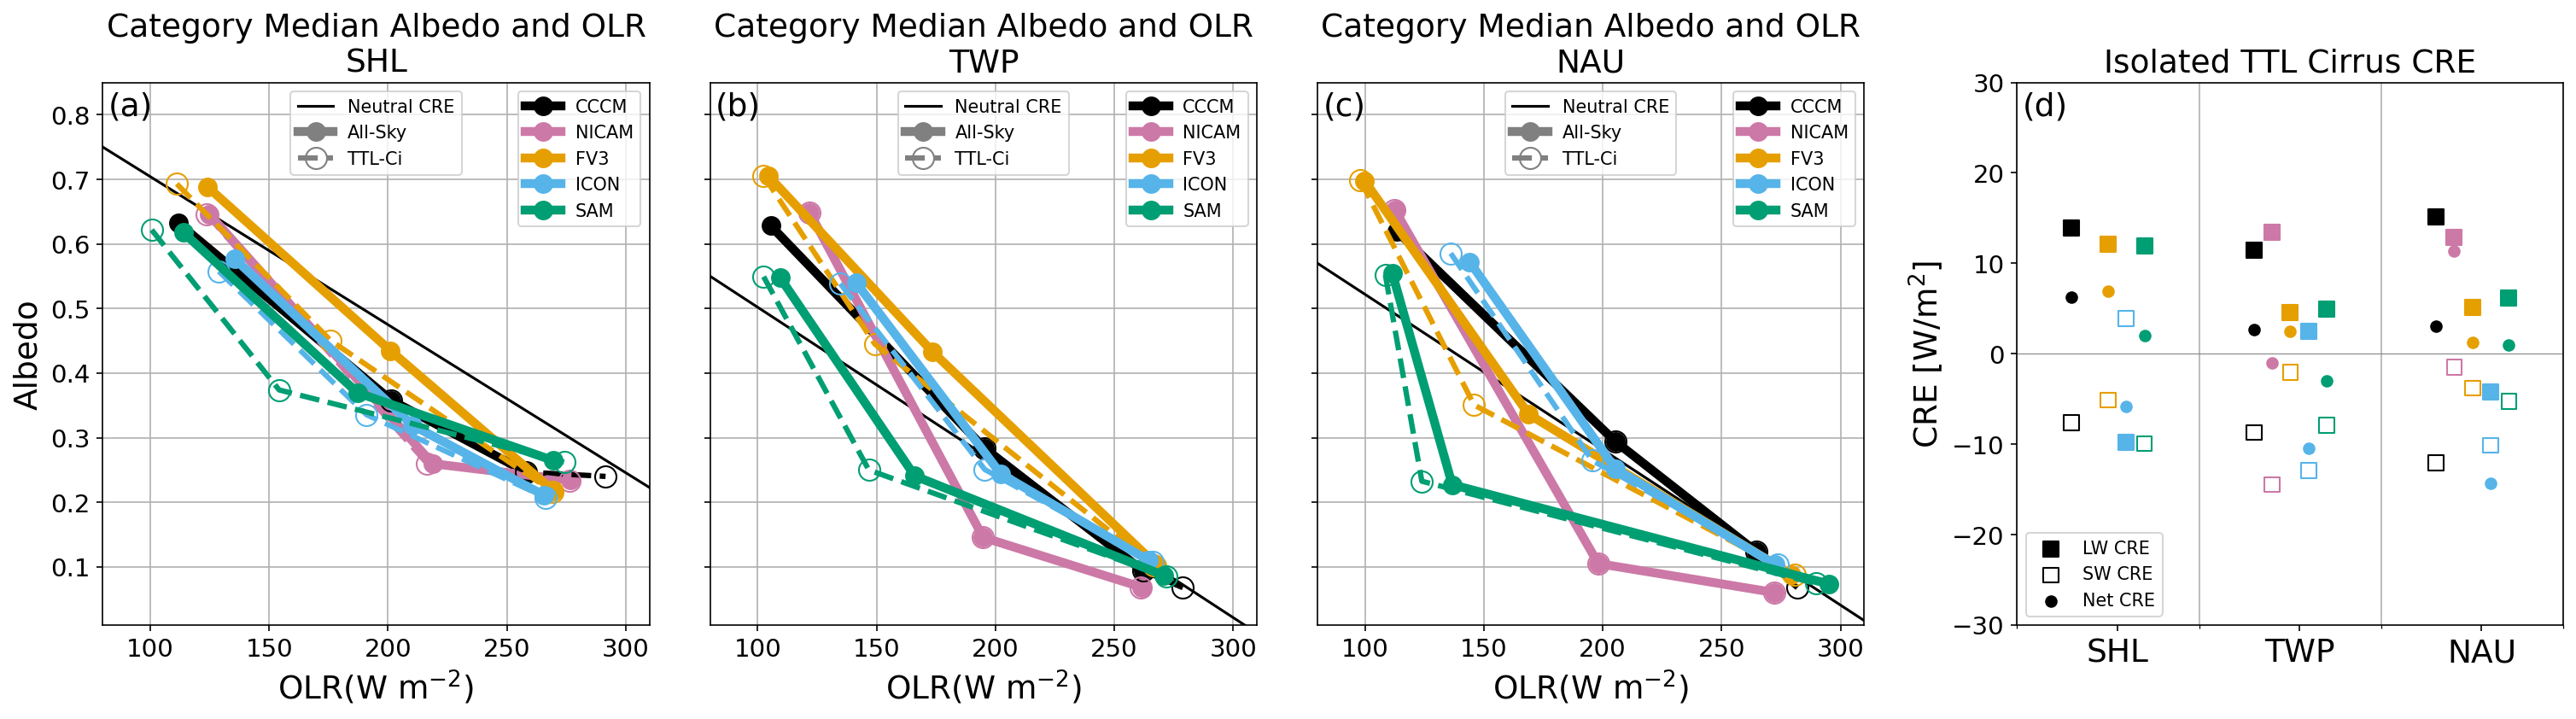 Category Median Albedo and OLR
SHL
(a)
Neutral CRE
All-Sky
TTL-Ci
CCCM
NICAM
FV3
ICON
SAM
Albedo
0.8
0.7
0.6
0.5
0.4
0.3
0.2
0.1
100 150 200 250 300
OLR(W m⁻²)
Category Median Albedo and OLR
TWP
(b)
Neutral CRE
All-Sky
TTL-Ci
CCCM
NICAM
FV3
ICON
SAM
100 150 200 250 300
OLR(W m⁻²)
Category Median Albedo and OLR
NAU
(c)
Neutral CRE
All-Sky
TTL-Ci
CCCM
NICAM
FV3
ICON
SAM
100 150 200 250 300
OLR(W m⁻²)
Isolated TTL Cirrus CRE
(d)
CRE [W/m²]
30
20
10
0
−10
−20
−30
LW CRE
SW CRE
Net CRE
SHL TWP NAU